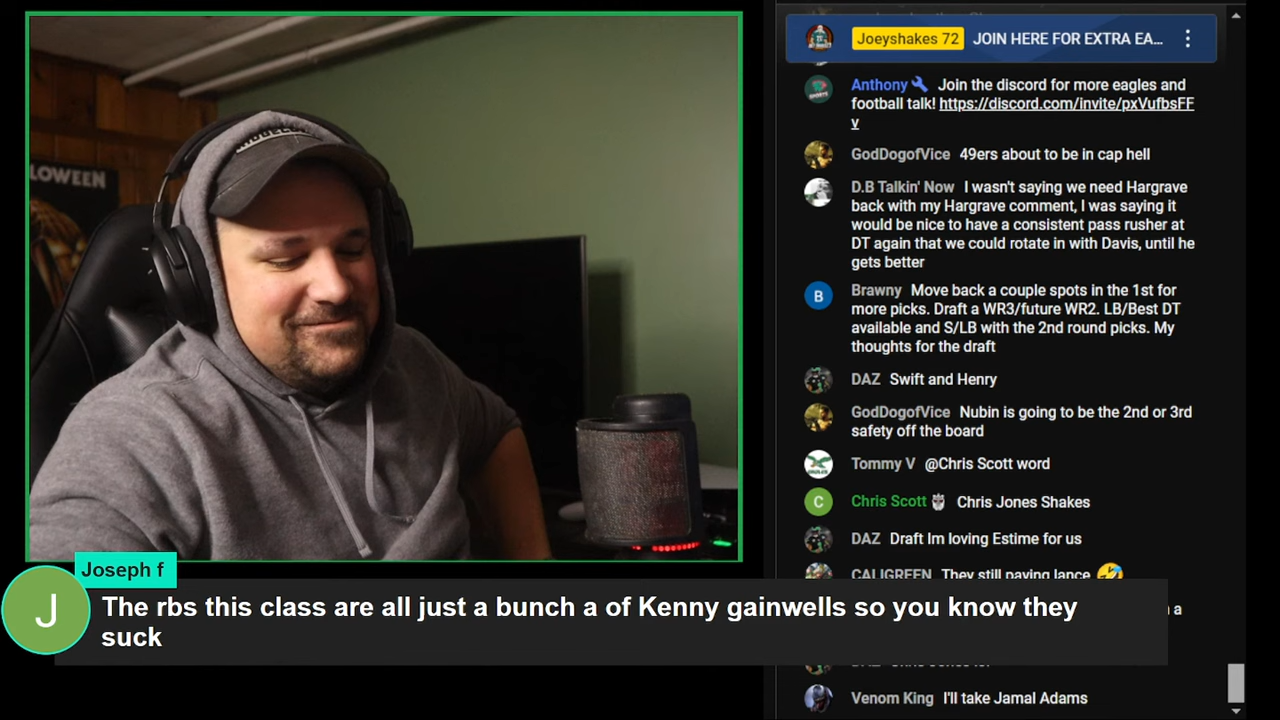 LOWEEN
Joeyshakes 72 JOIN HERE FOR EXTRA EA...
Anthony Join the discord for more eagles and
football talk! https://discord.com/invite/pxVufbsFF
v
GodDogofVice 49ers about to be in cap hell
D.B Talkin' Now I wasn't saying we need Hargrave
back with my Hargrave comment, I was saying it
would be nice to have a consistent pass rusher at
DT again that we could rotate in with Davis, until he
gets better
B Brawny Move back a couple spots in the 1st for
more picks. Draft a WR3/future WR2. LB/Best DT
available and S/LB with the 2nd round picks. My
thoughts for the draft
DAZ Swift and Henry
GodDogofVice Nubin is going to be the 2nd or 3rd
safety off the board
Tommy V @Chris Scott word
C Chris Scott Chris Jones Shakes
DAZ Draft Im loving Estime for us
CALIGREEN They still paying lance 🤣
Venom King I'll take Jamal Adams
Joseph f
J The rbs this class are all just a bunch a of Kenny gainwells so you know they
suck